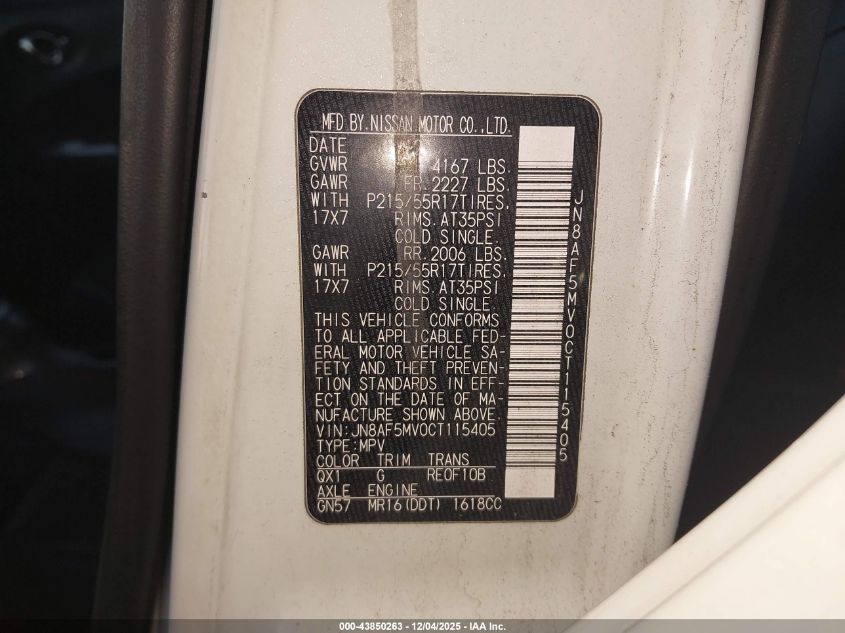 MFD BY.NISSAN MOTOR CO.,LTD.
DATE
GVWR 4167 LBS.
GAWR FR.2227 LBS.
WITH P215/55R17TIRES.
17X7 RIMS.AT35PSI
COLD SINGLE.
GAWR RR.2006 LBS.
WITH P215/55R17TIRES.
17X7 RIMS.AT35PSI
COLD SINGLE.
THIS VEHICLE CONFORMS
TO ALL APPLICABLE FED-
ERAL MOTOR VEHICLE SA-
FETY AND THEFT PREVEN-
TION STANDARDS IN EFF-
ECT ON THE DATE OF MA-
NUFACTURE SHOWN ABOVE.
VIN:JN8AF5MV0CT115405
TYPE:MPV
COLOR TRIM TRANS
QX1 G RE0F10B
AXLE ENGINE
GN57 MR16(DDT) 1618CC
JN8AF5MV0CT115405
000-43850263 - 12/04/2025 - IAA Inc.